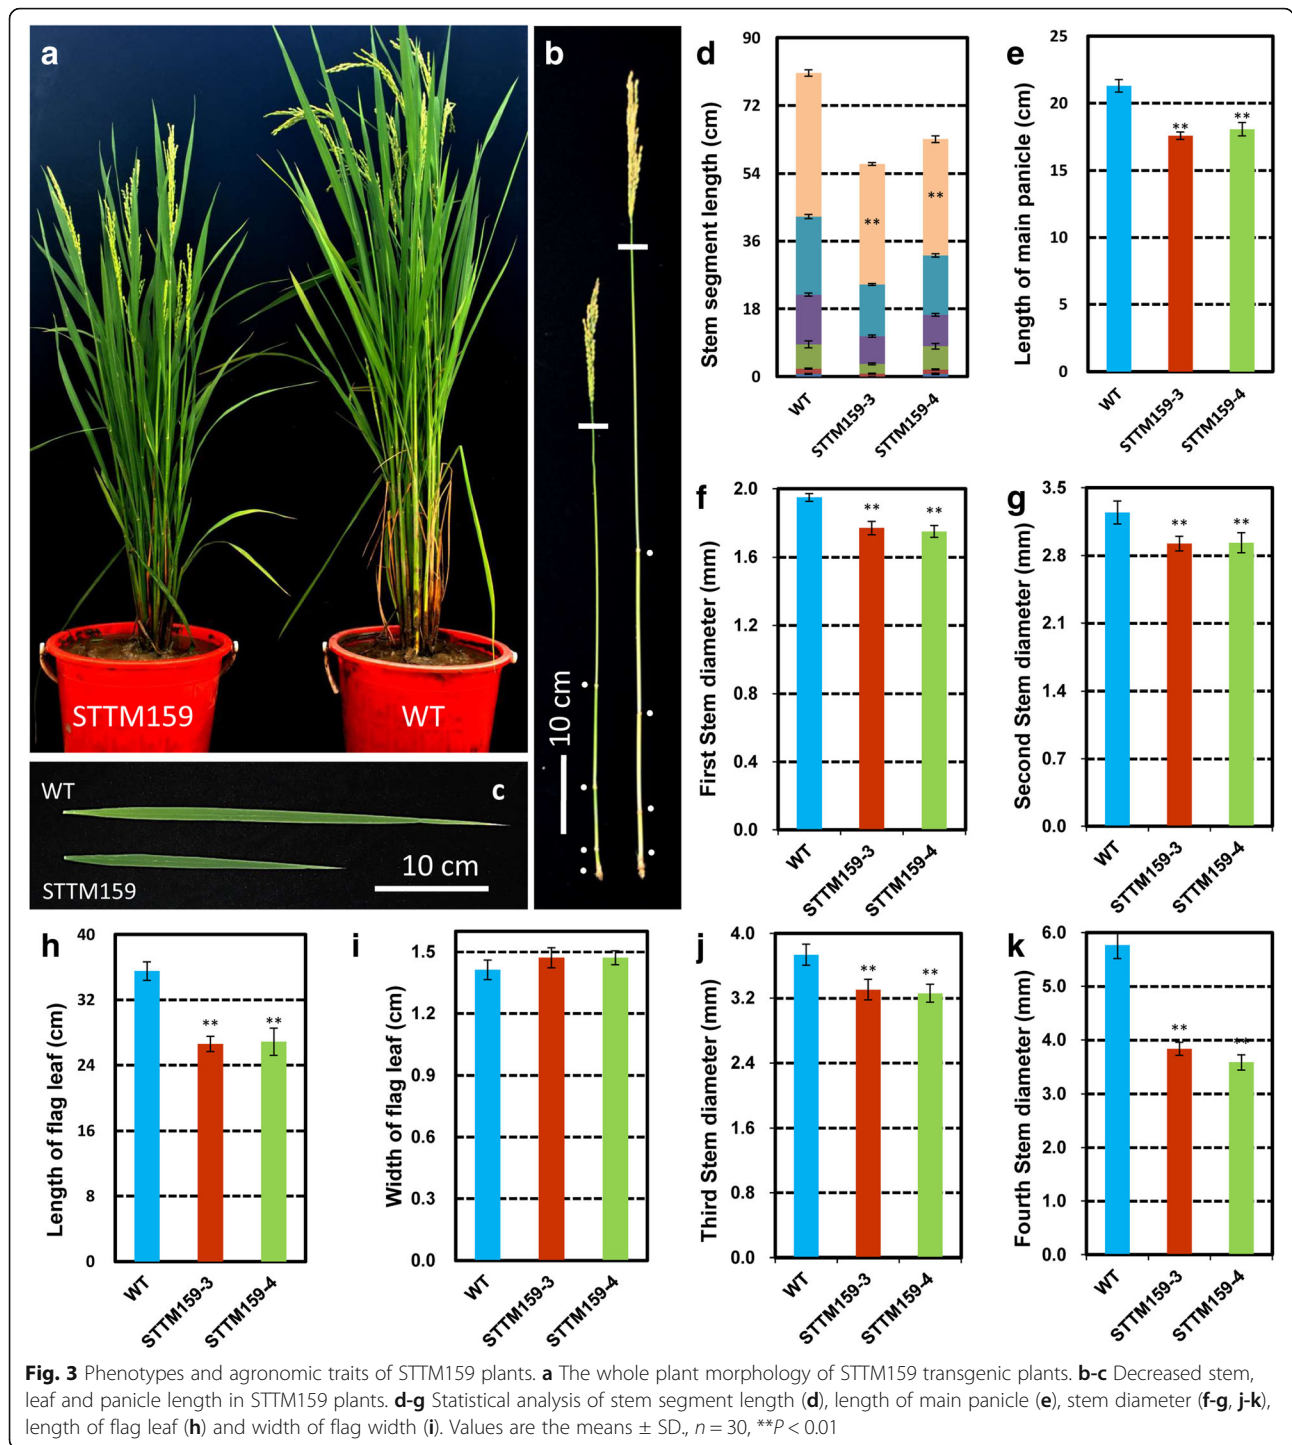 a
STTM159
WT
b
10 cm
WT
c
10 cm
STTM159
d
Stem segment length (cm)
90
72
54
36
18
0
**
**
WT
STTM159-3
STTM159-4
e
Length of main panicle (cm)
25
20
15
10
5
0
**
**
WT
STTM159-3
STTM159-4
f
First Stem diameter (mm)
2.0
1.6
1.2
0.8
0.4
0.0
**
**
WT
STTM159-3
STTM159-4
g
Second Stem diameter (mm)
3.5
2.8
2.1
1.4
0.7
0.0
**
**
WT
STTM159-3
STTM159-4
h
Length of flag leaf (cm)
40
32
24
16
8
0
**
**
WT
STTM159-3
STTM159-4
i
Width of flag leaf (cm)
1.5
1.2
0.9
0.6
0.3
0.0
WT
STTM159-3
STTM159-4
j
Third Stem diameter (mm)
4.0
3.2
2.4
1.6
0.8
0.0
**
**
WT
STTM159-3
STTM159-4
k
Fourth Stem diameter (mm)
6.0
5.0
4.0
3.0
2.0
1.0
0.0
**
**
WT
STTM159-3
STTM159-4
Fig. 3 Phenotypes and agronomic traits of STTM159 plants. a The whole plant morphology of STTM159 transgenic plants. b-c Decreased stem,
leaf and panicle length in STTM159 plants. d-g Statistical analysis of stem segment length (d), length of main panicle (e), stem diameter (f-g, j-k),
length of flag leaf (h) and width of flag width (i). Values are the means ± SD., n = 30, **P < 0.01